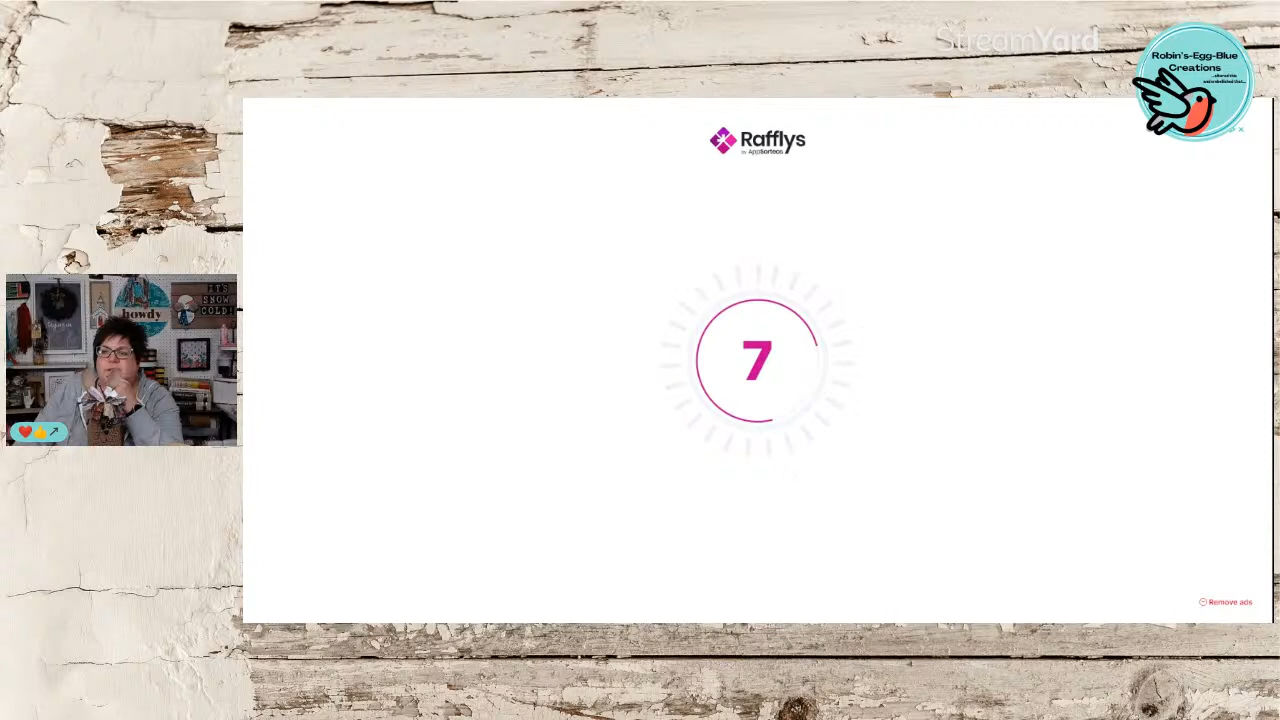 StreamYard
Robin's-Egg-Blue
Creations
Rafflys
by AppSorteos
7
IT'S
SNOW
COLD!
howdy
Remove ads